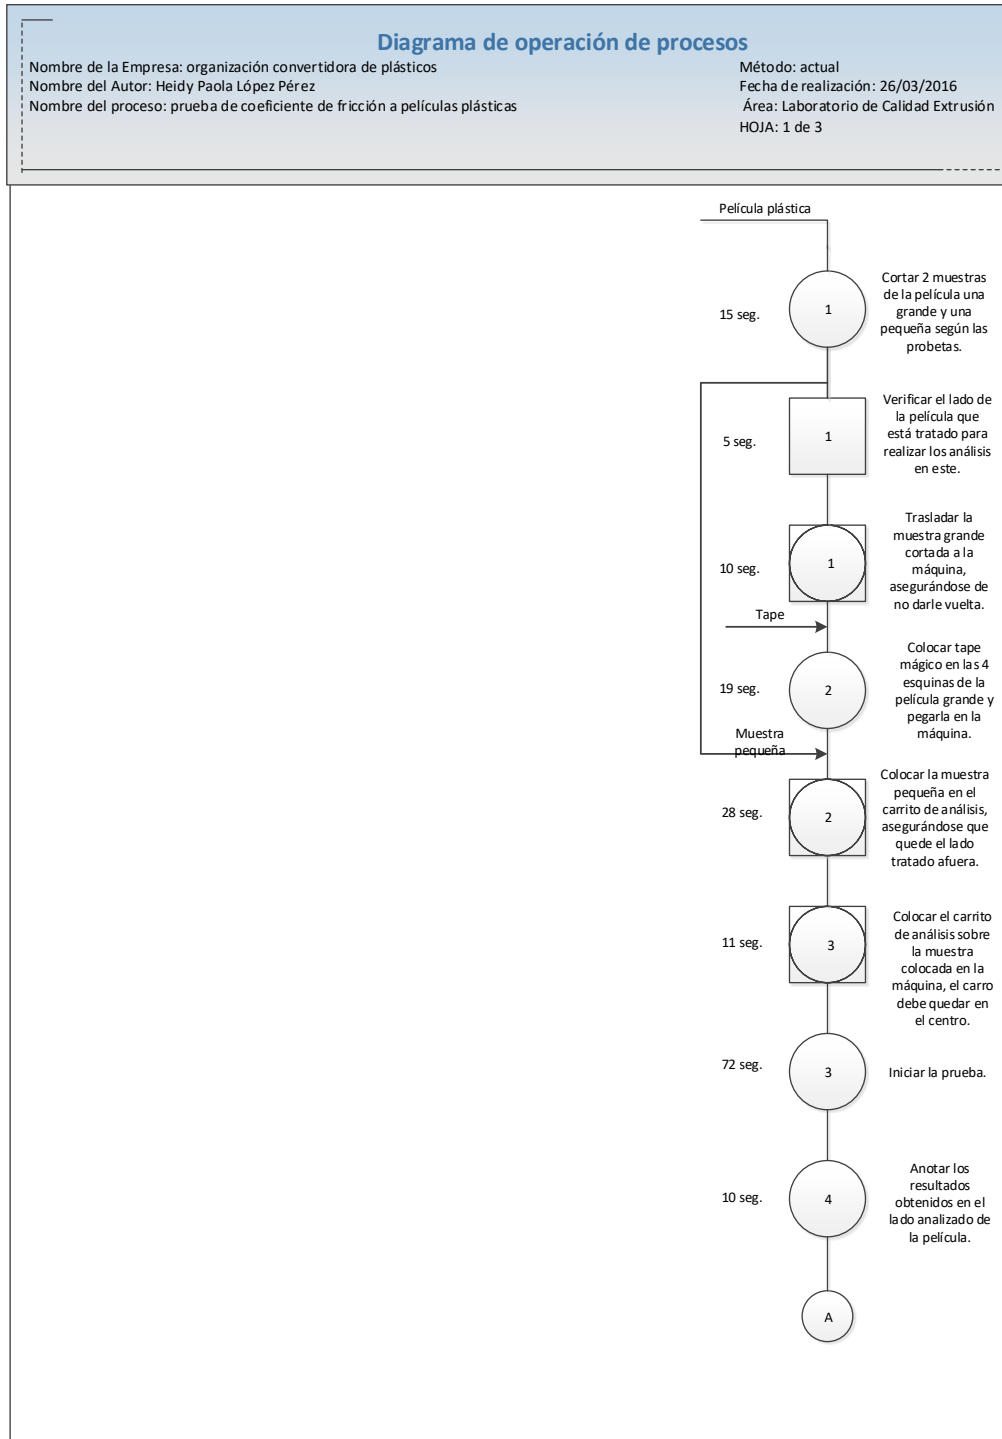 Diagrama de operación de procesos
Nombre de la Empresa: organización convertidora de plásticos
Nombre del Autor: Heidy Paola López Pérez
Nombre del proceso: prueba de coeficiente de fricción a películas plásticas
Método: actual
Fecha de realización: 26/03/2016
Área: Laboratorio de Calidad Extrusión
HOJA: 1 de 3
Película plástica
15 seg.
1
Cortar 2 muestras
de la película una
grande y una
pequeña según las
probetas.
5 seg.
1
Verificar el lado de
la película que
está tratado para
realizar los análisis
en este.
10 seg.
1
Trasladar la
muestra grande
cortada a la
máquina,
asegurándose de
no darle vuelta.
Tape
19 seg.
2
Colocar tape
mágico en las 4
esquinas de la
película grande y
pegarla en la
máquina.
Muestra
pequeña
28 seg.
2
Colocar la muestra
pequeña en el
carrito de análisis,
asegurándose que
quede el lado
tratado afuera.
11 seg.
3
Colocar el carrito
de análisis sobre
la muestra
colocada en la
máquina, el carro
debe quedar en
el centro.
72 seg.
3
Iniciar la prueba.
10 seg.
4
Anotar los
resultados
obtenidos en el
lado analizado de
la película.
A